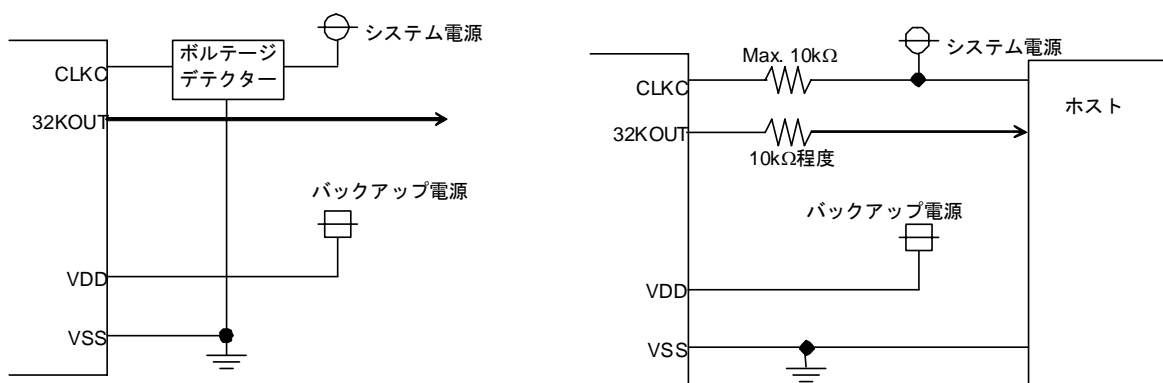 システム電源
ボルテージ
デテクター
CLKC
32KOUT
バックアップ電源
VDD
VSS
システム電源
Max. 10kΩ
CLKC
ホスト
32KOUT
10kΩ程度
バックアップ電源
VDD
VSS